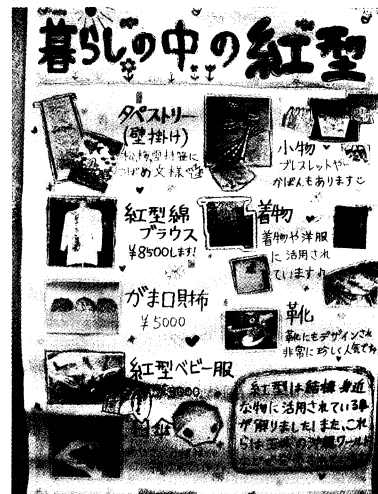 暮らしの中の紅型
タペストリー
(壁掛け)
小物
ブレスレットや
かばんもあります
紅型綿
ブラウス
¥8500します!
着物
着物や洋服
に活用され
ています
がま口財布
¥5000
靴
靴にもデザインされ
非常に珍しく人気です
紅型ベビー服
紅型は結構身近
な物に活用されている事
が解りました!また、これ
らは